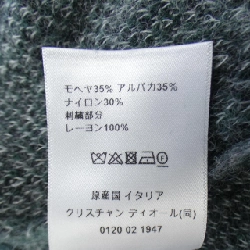 モヘヤ35% アルパカ35%
ナイロン30%
刺繍部分
レーヨン100%
原産国 イタリア
クリスチャン ディオール(同)
0120 02 1947